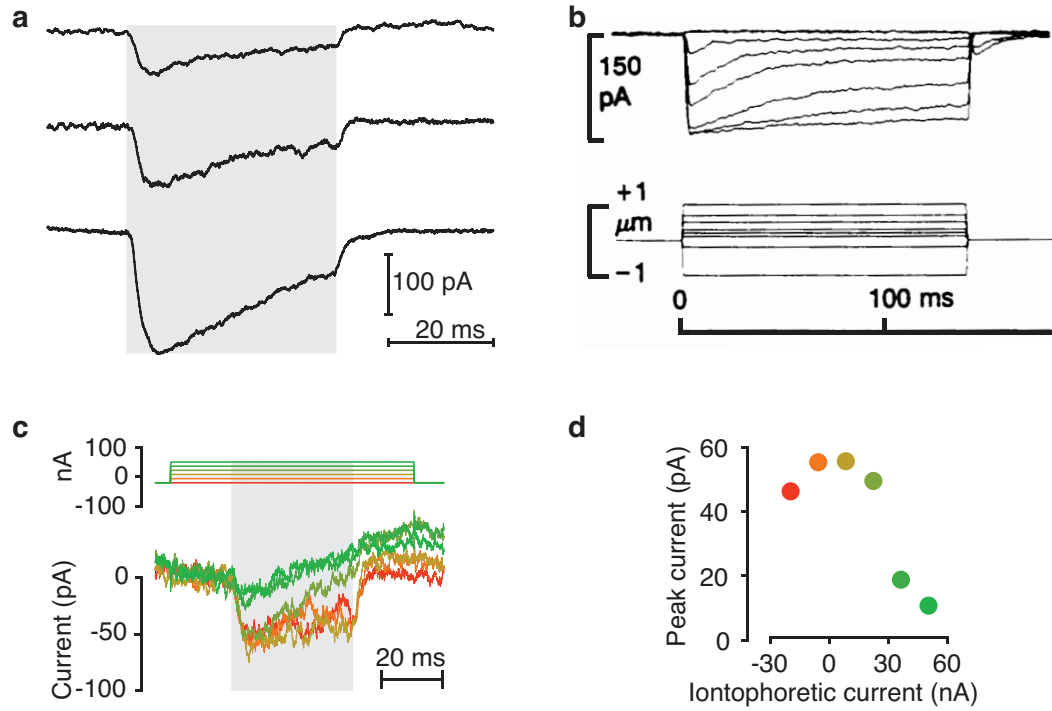 a
100 pA
20 ms
b
150
pA
+1
μm
−1
0
100 ms
c
nA
100
0
-100
Current (pA)
0
-50
-100
20 ms
d
Peak current (pA)
60
40
20
0
-30
0
30
60
Iontophoretic current (nA)